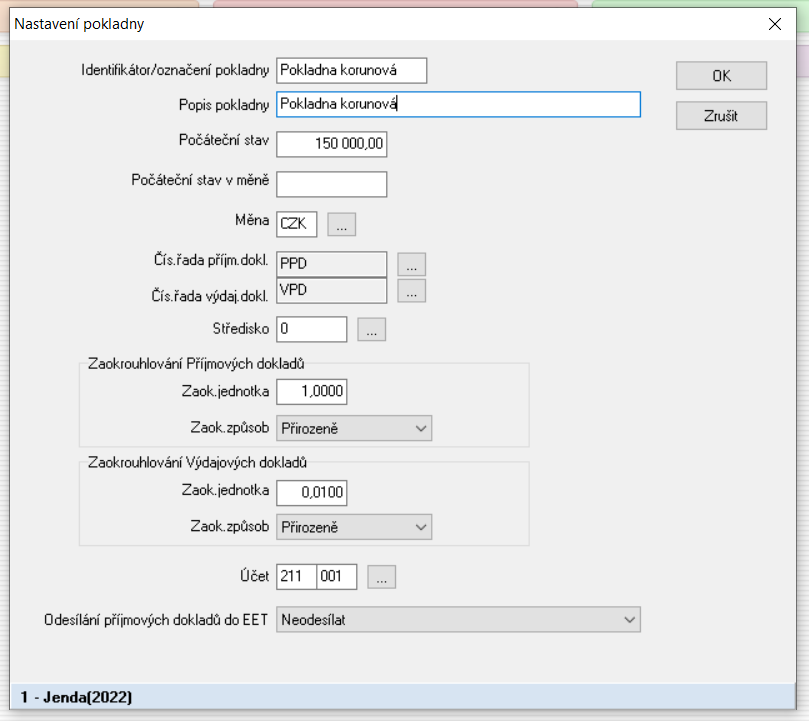 Nastavení pokladny
Identifikátor/označení pokladny Pokladna korunová
OK
Popis pokladny Pokladna korunová
Zrušit
Počáteční stav 150 000,00
Počáteční stav v měně
Měna CZK ...
Čís.řada příjm.dokl. PPD ...
Čís.řada výdaj.dokl. VPD ...
Středisko 0 ...
Zaokrouhlování Příjmových dokladů
Zaok.jednotka 1,0000
Zaok.způsob Přirozeně
Zaokrouhlování Výdajových dokladů
Zaok.jednotka 0,0100
Zaok.způsob Přirozeně
Účet 211 001 ...
Odesílání příjmových dokladů do EET Neodesílat
1 - Jenda(2022)